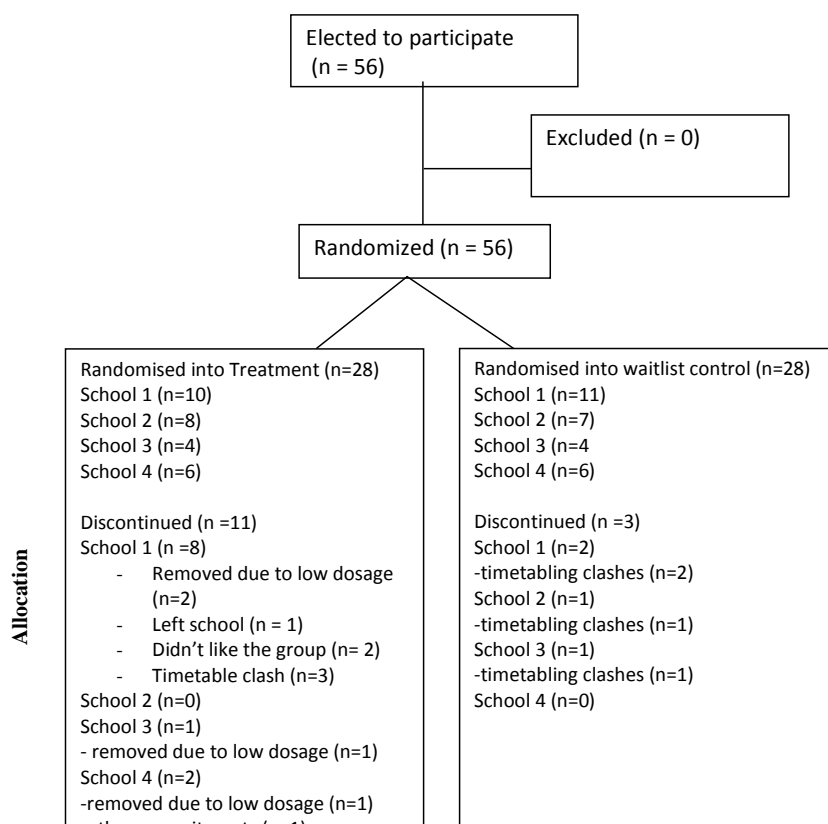 Elected to participate
(n = 56)
Excluded (n = 0)
Randomized (n = 56)
Allocation
Randomised into Treatment (n=28)
School 1 (n=10)
School 2 (n=8)
School 3 (n=4)
School 4 (n=6)
Discontinued (n =11)
School 1 (n =8)
- Removed due to low dosage
(n=2)
- Left school (n = 1)
- Didn't like the group (n= 2)
- Timetable clash (n=3)
School 2 (n=0)
School 3 (n=1)
- removed due to low dosage (n=1)
School 4 (n=2)
-removed due to low dosage (n=1)
Randomised into waitlist control (n=28)
School 1 (n=11)
School 2 (n=7)
School 3 (n=4
School 4 (n=6)
Discontinued (n =3)
School 1 (n=2)
-timetabling clashes (n=2)
School 2 (n=1)
-timetabling clashes (n=1)
School 3 (n=1)
-timetabling clashes (n=1)
School 4 (n=0)